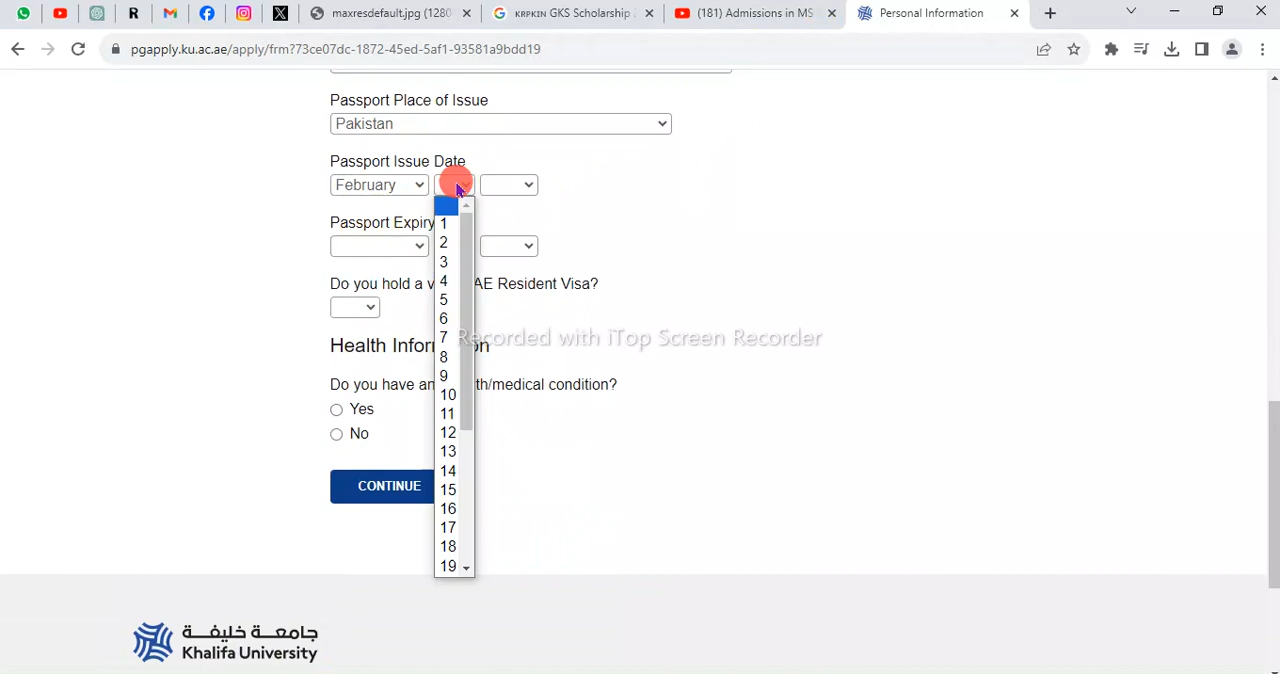 maxresdefault.jpg (1280
KRPKIN GKS Scholarship
(181) Admissions in MS
Personal Information
pgapply.ku.ac.ae/apply/frm?73ce07dc-1872-45ed-5af1-93581a9bdd19
Passport Place of Issue
Pakistan
Passport Issue Date
February
1
Passport Expiry
2
3
4
Do you hold a v AE Resident Visa?
5
6
7
Recorded with iTop Screen Recorder
Health Inform n
8
9
Do you have an th/medical condition?
10
Yes
11
No
12
13
14
CONTINUE
15
16
17
18
19
جامعة خليفة
Khalifa University